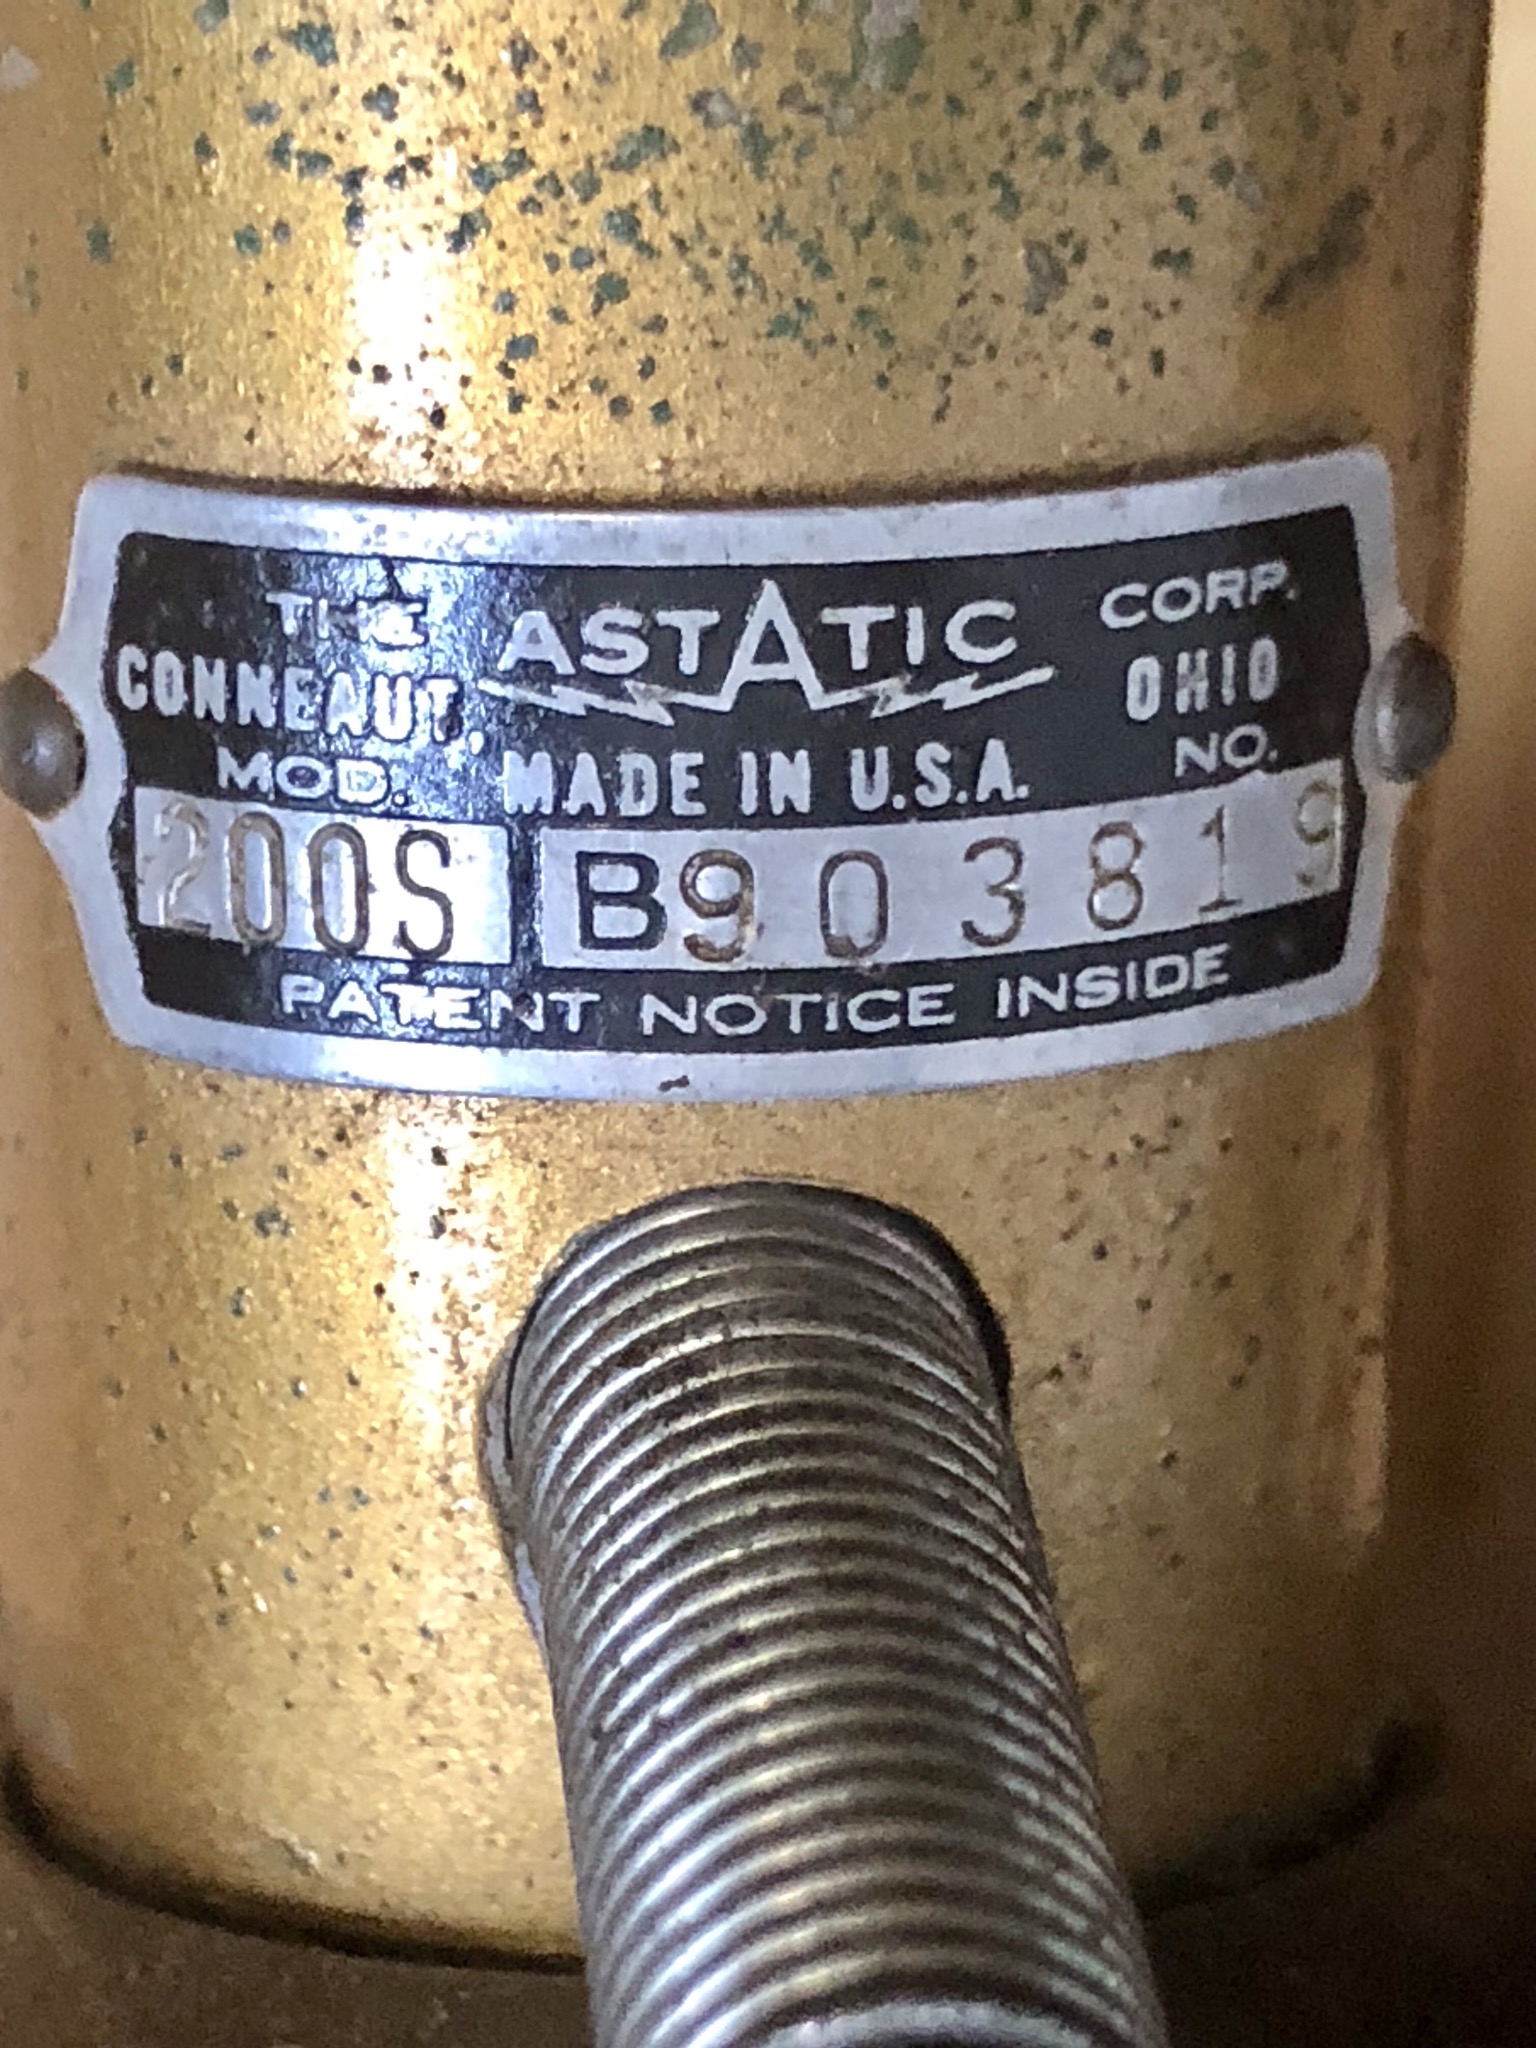 THE ASTATIC CORP.
CONNEAUT, OHIO
MOD. MADE IN U.S.A. NO.
200S B903819
PATENT NOTICE INSIDE